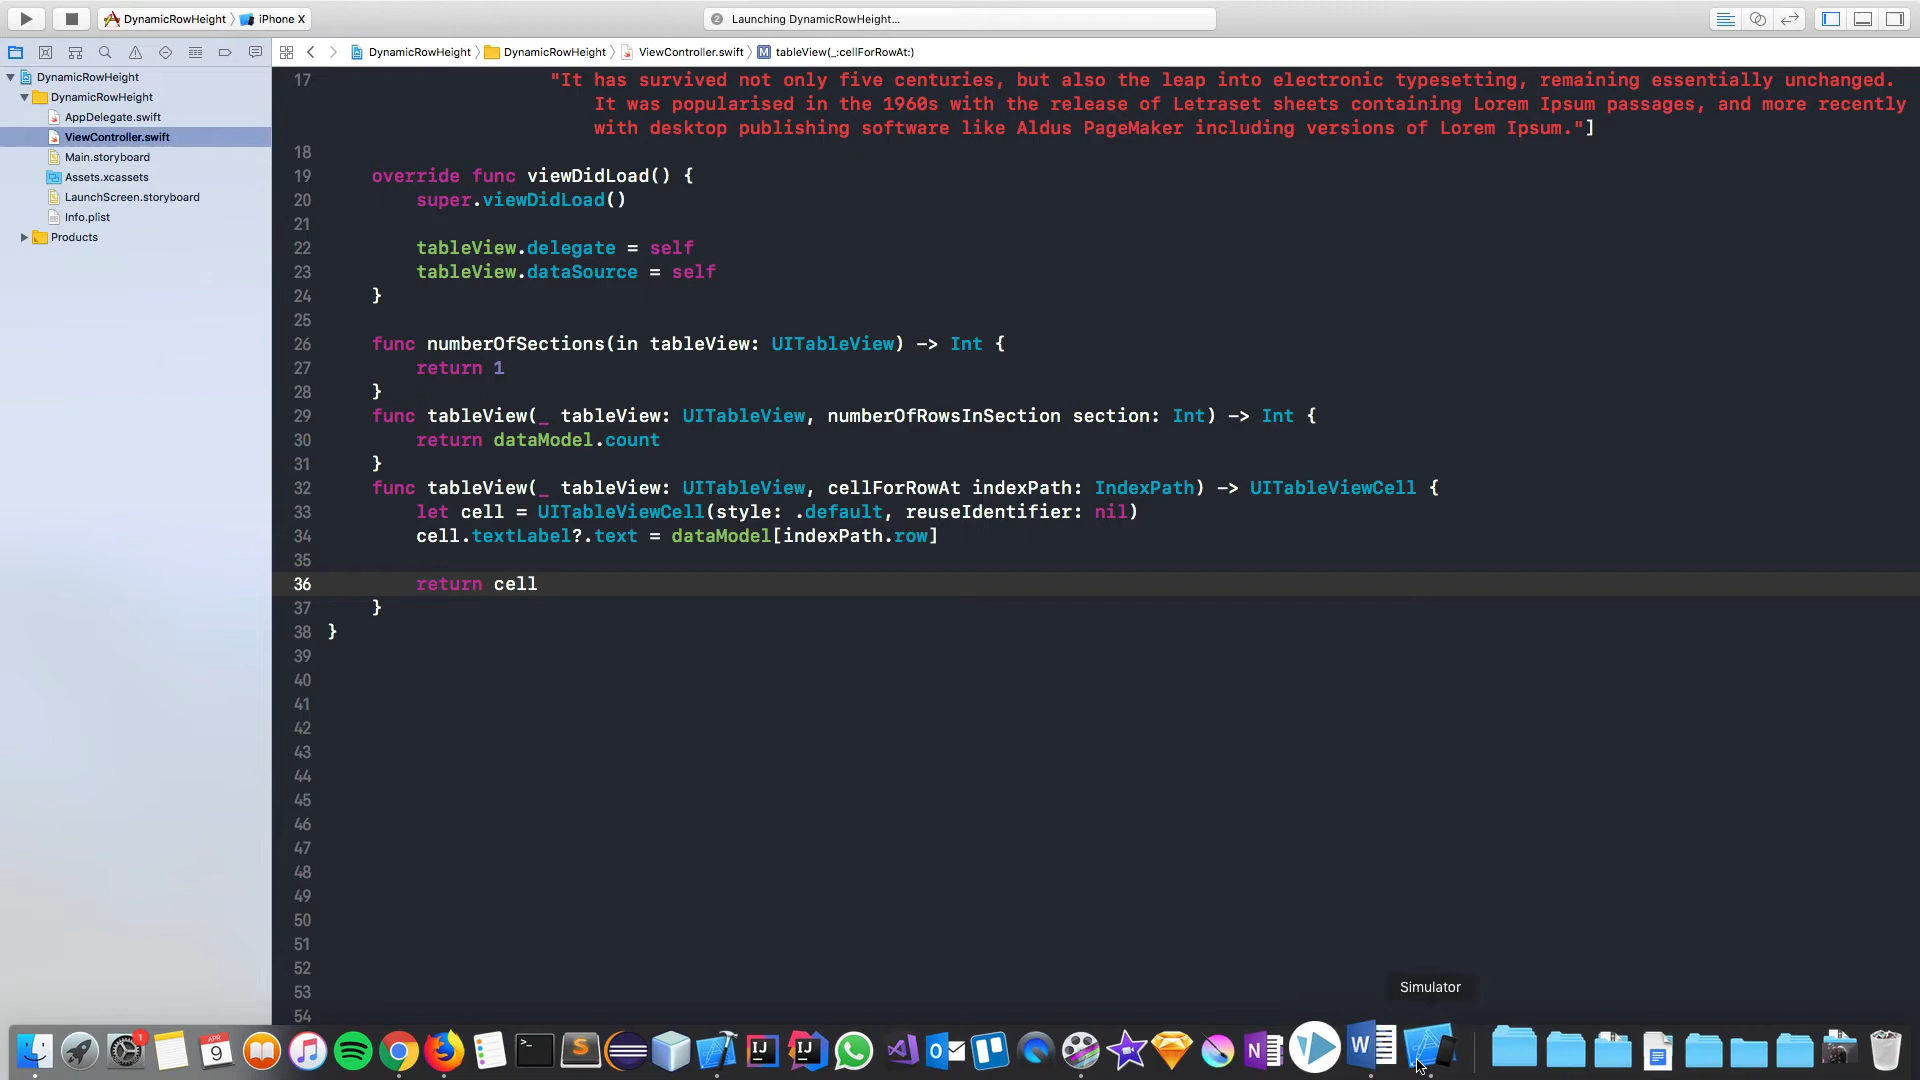 DynamicRowHeight iPhone X
2 Launching DynamicRowHeight...
DynamicRowHeight DynamicRowHeight ViewController.swift M tableView(_:cellForRowAt:)
DynamicRowHeight
DynamicRowHeight
AppDelegate.swift
ViewController.swift
Main.storyboard
Assets.xcassets
LaunchScreen.storyboard
Info.plist
Products
17 "It has survived not only five centuries, but also the leap into electronic typesetting, remaining essentially unchanged.
It was popularised in the 1960s with the release of Letraset sheets containing Lorem Ipsum passages, and more recently
with desktop publishing software like Aldus PageMaker including versions of Lorem Ipsum."]
18
19 override func viewDidLoad() {
20 super.viewDidLoad()
21
22 tableView.delegate = self
23 tableView.dataSource = self
24 }
25
26 func numberOfSections(in tableView: UITableView) -> Int {
27 return 1
28 }
29 func tableView(_ tableView: UITableView, numberOfRowsInSection section: Int) -> Int {
30 return dataModel.count
31 }
32 func tableView(_ tableView: UITableView, cellForRowAt indexPath: IndexPath) -> UITableViewCell {
33 let cell = UITableViewCell(style: .default, reuseIdentifier: nil)
34 cell.textLabel?.text = dataModel[indexPath.row]
35
36 return cell
37 }
38 }
39
40
41
42
43
44
45
46
47
48
49
50
51
52
53
54
Simulator
1
APR
9
>_
S
IJ
IJ
O
N
W